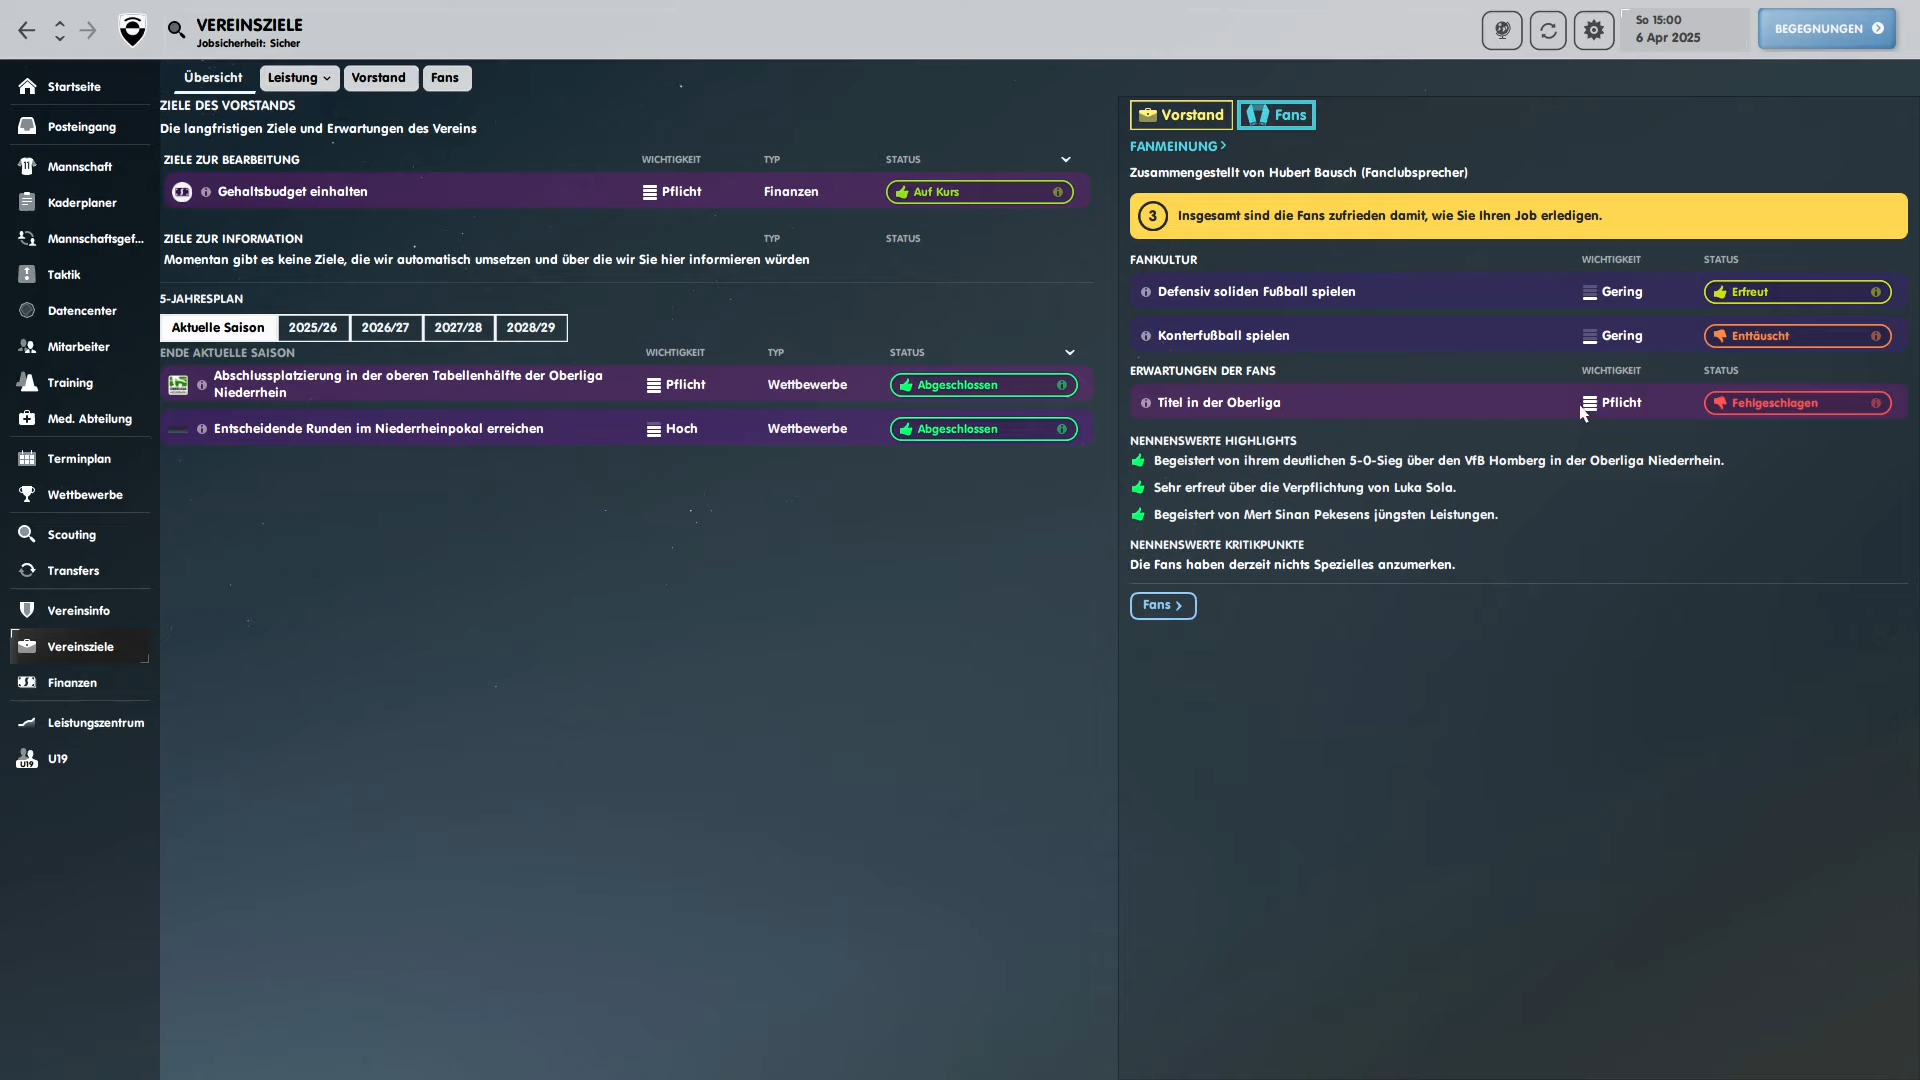 VEREINSZIELE
Jobsicherheit: Sicher
So 15:00
6 Apr 2025
BEGEGNUNGEN
Startseite
Posteingang
Mannschaft
Kaderplaner
Mannschaftsgef...
Taktik
Datencenter
Mitarbeiter
Training
Med. Abteilung
Terminplan
Wettbewerbe
Scouting
Transfers
Vereinsinfo
Vereinsziele
Finanzen
Leistungszentrum
U19
Übersicht Leistung Vorstand Fans
ZIELE DES VORSTANDS
Die langfristigen Ziele und Erwartungen des Vereins
ZIELE ZUR BEARBEITUNG WICHTIGKEIT TYP STATUS
Gehaltsbudget einhalten Pflicht Finanzen Auf Kurs
ZIELE ZUR INFORMATION TYP STATUS
Momentan gibt es keine Ziele, die wir automatisch umsetzen und über die wir Sie hier informieren würden
5-JAHRESPLAN
Aktuelle Saison 2025/26 2026/27 2027/28 2028/29
ENDE AKTUELLE SAISON WICHTIGKEIT TYP STATUS
Abschlussplatzierung in der oberen Tabellenhälfte der Oberliga
Niederrhein Pflicht Wettbewerbe Abgeschlossen
Entscheidende Runden im Niederrheinpokal erreichen Hoch Wettbewerbe Abgeschlossen
Vorstand Fans
FANMEINUNG
Zusammengestellt von Hubert Bausch (Fanclubsprecher)
3 Insgesamt sind die Fans zufrieden damit, wie Sie Ihren Job erledigen.
FANKULTUR WICHTIGKEIT STATUS
Defensiv soliden Fußball spielen Gering Erfreut
Konterfußball spielen Gering Enttäuscht
ERWARTUNGEN DER FANS WICHTIGKEIT STATUS
Titel in der Oberliga Pflicht Fehlgeschlagen
NENNENSWERTE HIGHLIGHTS
Begeistert von ihrem deutlichen 5-0-Sieg über den VfB Homberg in der Oberliga Niederrhein.
Sehr erfreut über die Verpflichtung von Luka Sola.
Begeistert von Mert Sinan Pekesens jüngsten Leistungen.
NENNENSWERTE KRITIKPUNKTE
Die Fans haben derzeit nichts Spezielles anzumerken.
Fans